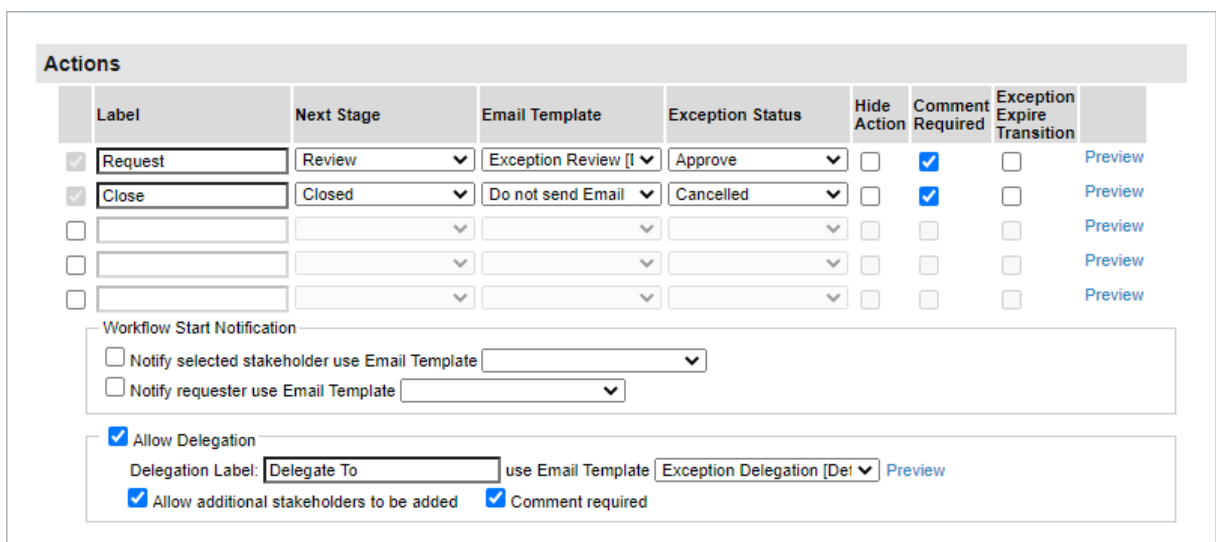 Actions
Label Next Stage Email Template Exception Status Hide Action Comment Required Exception Expire Transition
Request Review Exception Review [ Approve Preview
Close Closed Do not send Email Cancelled Preview
Preview
Preview
Preview
Workflow Start Notification
Notify selected stakeholder use Email Template
Notify requester use Email Template
Allow Delegation
Delegation Label: Delegate To use Email Template Exception Delegation [Def Preview
Allow additional stakeholders to be added Comment required